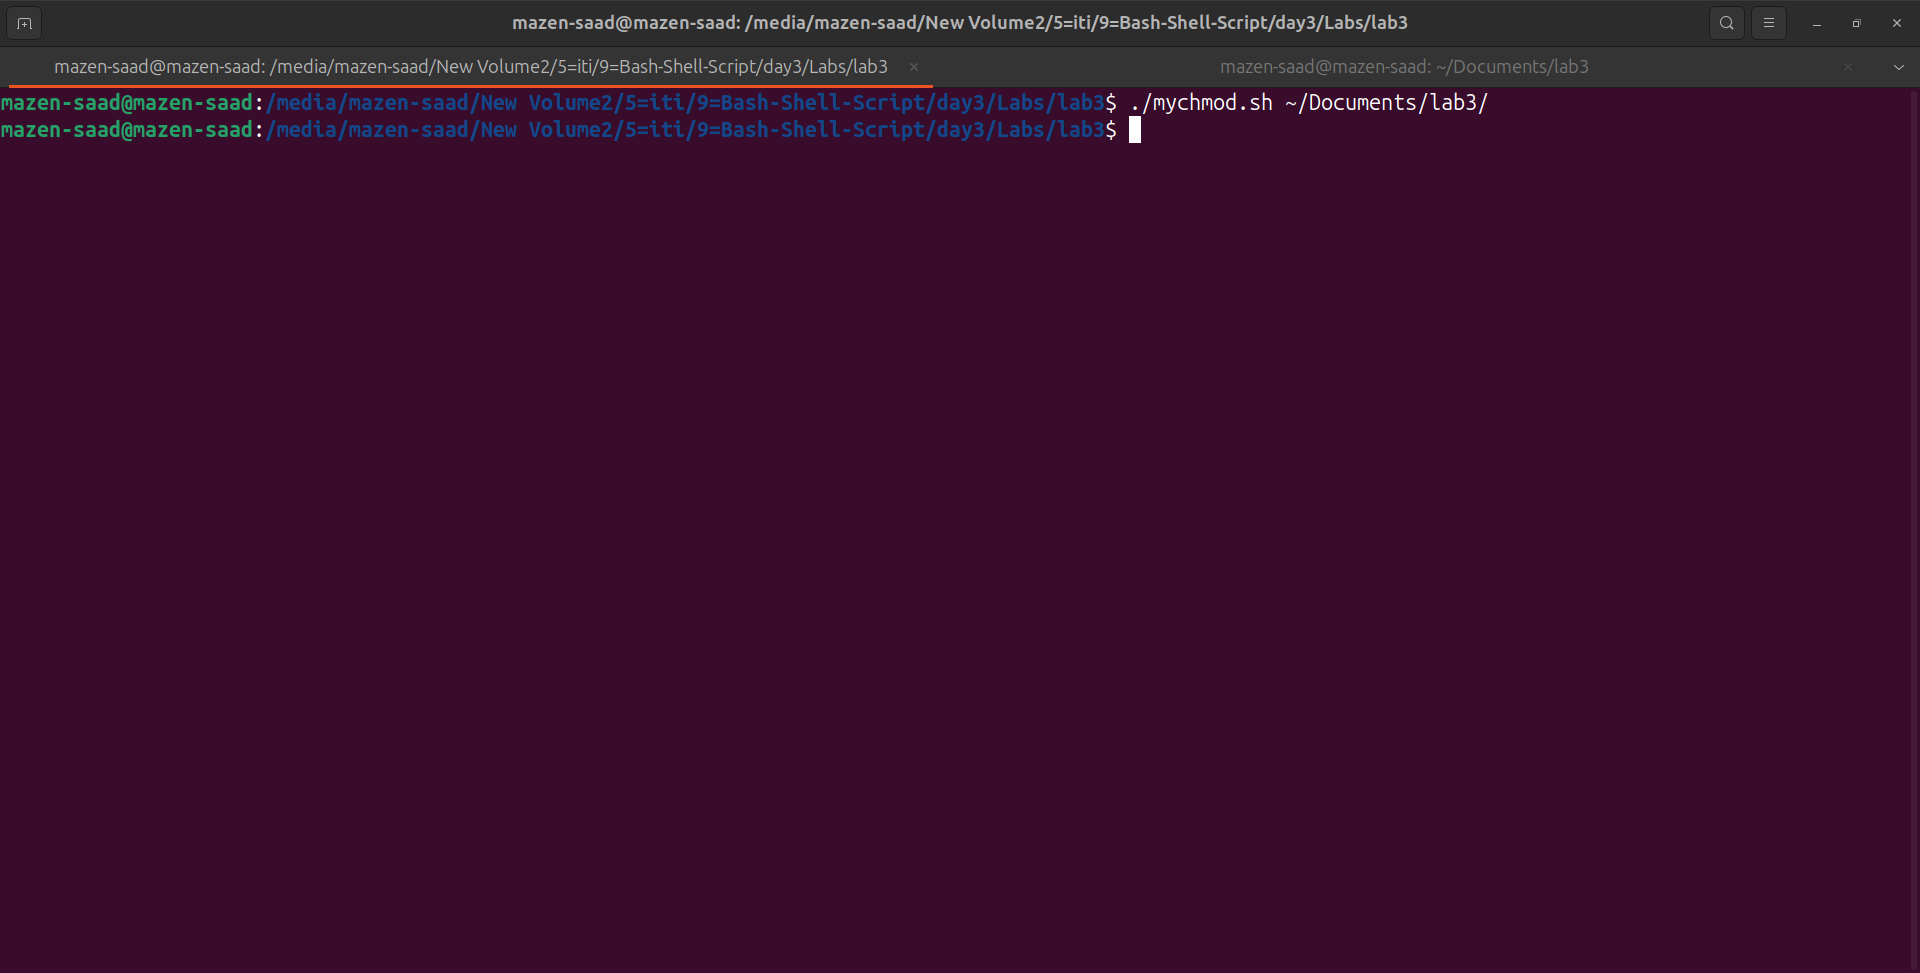 mazen-saad@mazen-saad: /media/mazen-saad/New Volume2/5=iti/9=Bash-Shell-Script/day3/Labs/lab3
mazen-saad@mazen-saad: /media/mazen-saad/New Volume2/5=iti/9=Bash-Shell-Script/day3/Labs/lab3
mazen-saad@mazen-saad: ~/Documents/lab3
mazen-saad@mazen-saad:/media/mazen-saad/New Volume2/5=iti/9=Bash-Shell-Script/day3/Labs/lab3$ ./mychmod.sh ~/Documents/lab3/
mazen-saad@mazen-saad:/media/mazen-saad/New Volume2/5=iti/9=Bash-Shell-Script/day3/Labs/lab3$